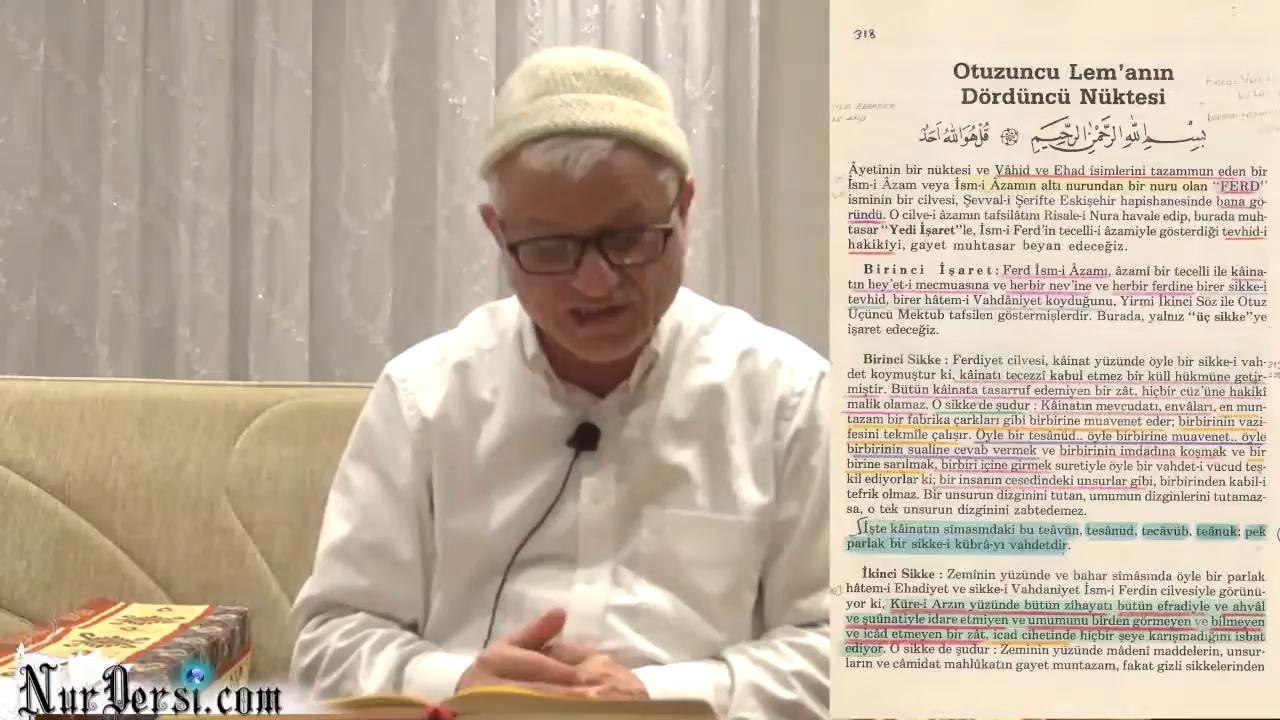 318
Otuzuncu Lem'anın
Dördüncü Nüktesi
بِسْمِ اللّٰهِ الرَّحْمٰنِ الرَّحِيمِ قُلْ هُوَ اللّٰهُ اَحَدٌ
Âyetinin bir nüktesi ve Vâhid ve Ehad isimlerini tazammun eden bir
İsm-i Âzam veya İsm-i Âzamın altı nurundan bir nuru olan "FERD"
isminin bir cilvesi, Şevval-i Şerifte Eskişehir hapishanesinde bana gö-
ründü. O cilve-i âzamın tafsilâtını Risale-i Nura havale edip, burada muh-
tasar "Yedi İşaret"le, İsm-i Ferd'in tecelli-i âzamiyle gösterdiği tevhid-i
hakikîyi, gayet muhtasar beyan edeceğiz.
Birinci İşaret: Ferd İsm-i Âzamı, âzamî bir tecelli ile kâina-
tın hey'et-i mecmuasına ve herbir nev'ine ve herbir ferdine birer sikke-i
tevhid, birer hâtem-i Vahdâniyet koyduğunu, Yirmi İkinci Söz ile Otuz
Üçüncü Mektub tafsilen göstermişlerdir. Burada, yalnız "üç sikke"ye
işaret edeceğiz.
Birinci Sikke : Ferdiyet cilvesi, kâinat yüzünde öyle bir sikke-i vah-
det koymuştur ki, kâinatı tecezzî kabul etmez bir küll hükmüne getir-
miştir. Bütün kâinata tasarruf edemiyen bir zât, hiçbir cüz'üne hakikî
malik olamaz. O sikke de şudur : Kâinatın mevcudatı, envâları, en mun-
tazam bir fabrika çarkları gibi birbirine muavenet eder; birbirinin vazi-
fesini tekmîle çalışır. Öyle bir tesânüd.. öyle birbirine muavenet.. öyle
birbirinin sualine cevab vermek ve birbirinin imdadına koşmak ve bir
birine sarılmak, birbiri içine girmek suretiyle öyle bir vahdet-i vücud teş-
kil ediyorlar ki; bir insanın cesedindeki unsurlar gibi, birbirinden kabil-i
tefrik olmaz. Bir unsurun dizginini tutan, umumun dizginlerini tutamaz-
sa, o tek unsurun dizginini zabtedemez.
İşte kâinatın sîmasındaki bu teâvün, tesânüd, tecâvüb, teânuk; pek
parlak bir sikke-i kübrâ-yı vahdetdir.
İkinci Sikke : Zemînin yüzünde ve bahar sîmâsında öyle bir parlak
hâtem-i Ehadiyet ve sikke-i Vahdaniyet İsm-i Ferdin cilvesiyle görünü-
yor ki, Küre-i Arzın yüzünde bütün zîhayatı bütün efradiyle ve ahvâl
ve şuûnatiyle idare etmiyen ve umumunu birden görmeyen ve bilmeyen
ve icâd etmeyen bir zât, icad cihetinde hiçbir şeye karışmadığını isbat
ediyor. O sikke de şudur : Zeminin yüzünde mâdenî maddelerin, unsur-
ların ve câmidat mahlûkatın gayet muntazam, fakat gizli sikkelerinden
NurDersi.com